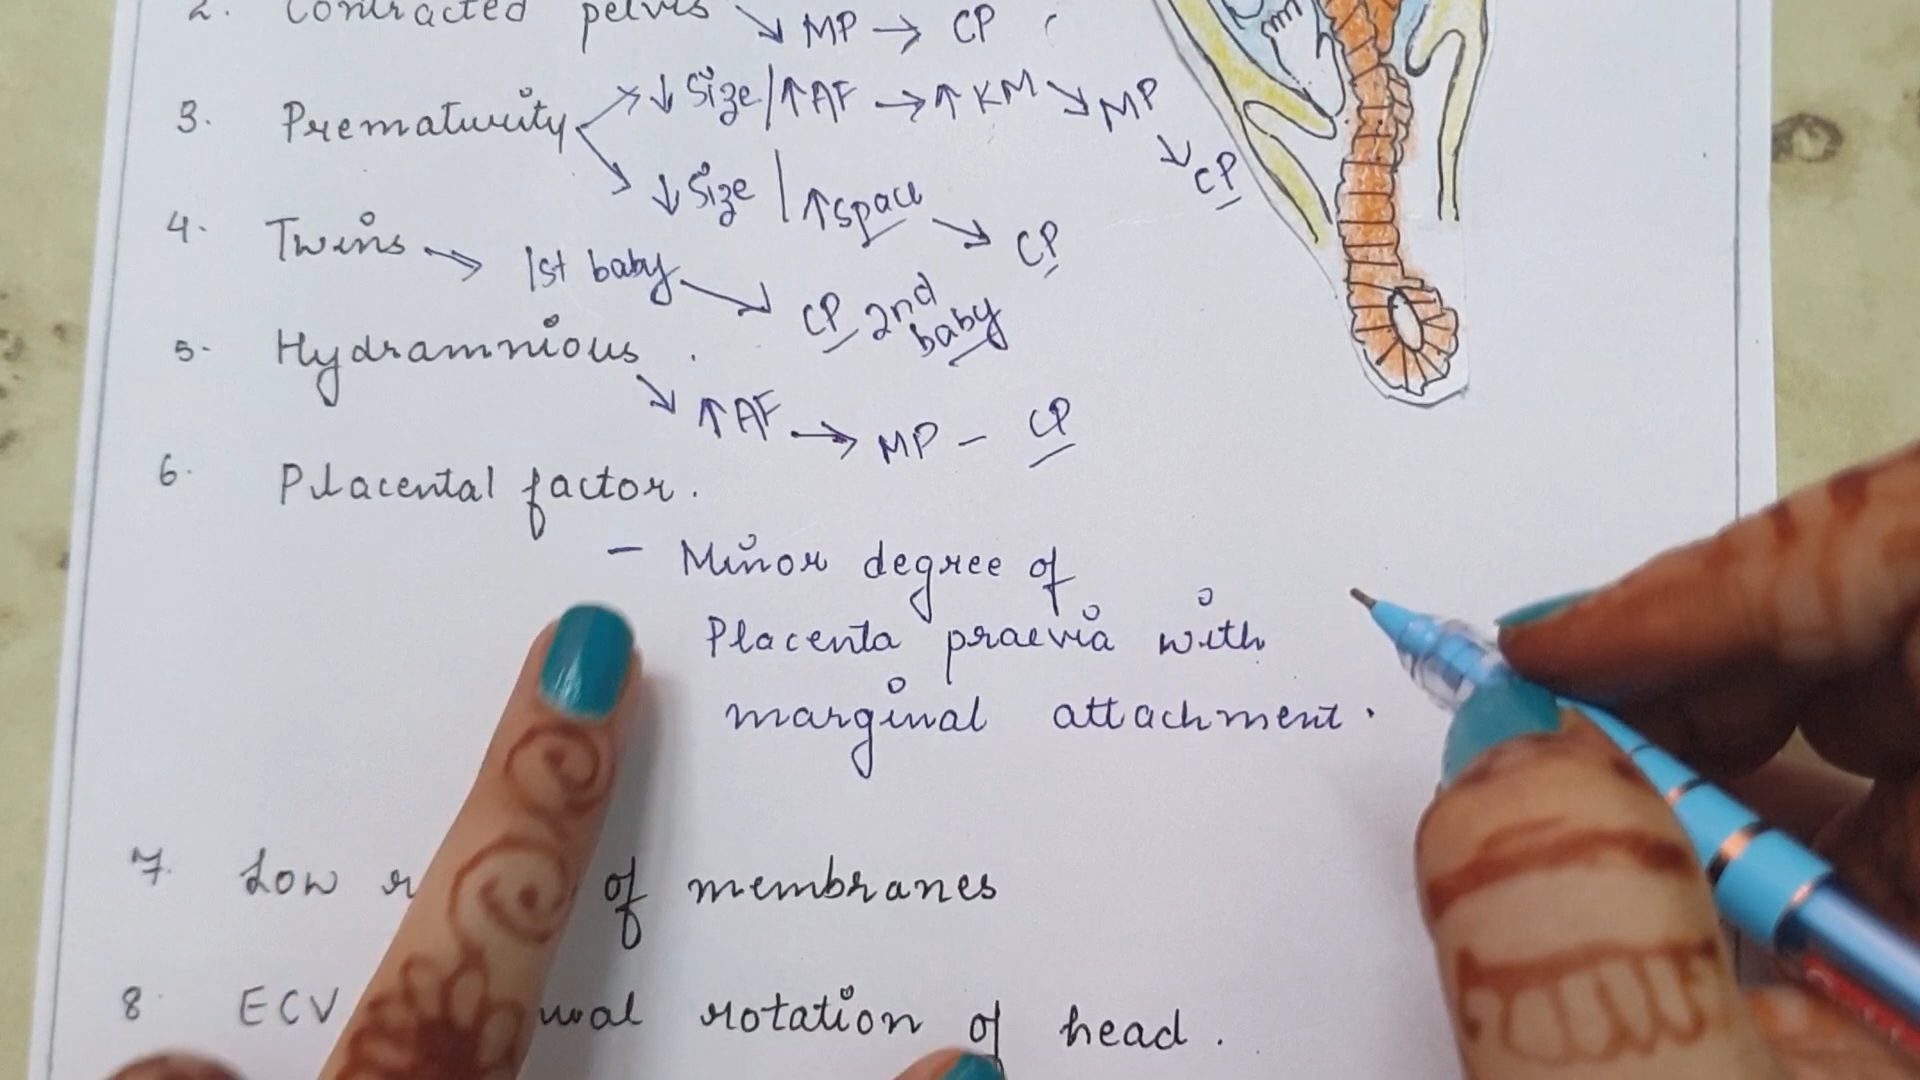 2. Contracted pelvis ↘ MP → CP
3. Prematurity ↗ ↓ Size / ↑ AF → ↑ KM ↘ MP ↘ CP
↘ ↓ Size / ↑ space ↘ CP
4. Twins → 1st baby → CP 2nd baby
5. Hydramnious .
↘ ↑ AF → MP – CP
6. Placental factor.
– Minor degree of
Placenta praevia with
marginal attachment.
7. Low of membranes
8. ECV rotation of head.